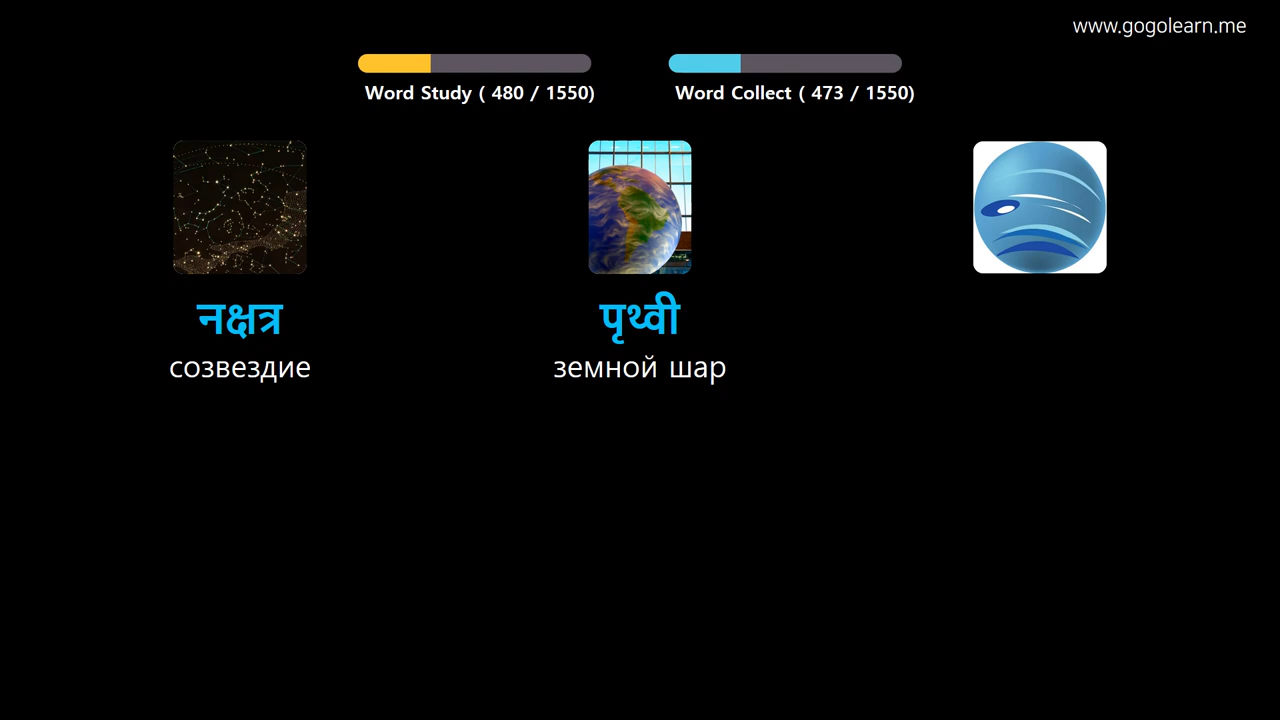 www.gogolearn.me
Word Study ( 480 / 1550)
Word Collect ( 473 / 1550)
नक्षत्र
созвездие
पृथ्वी
земной шар